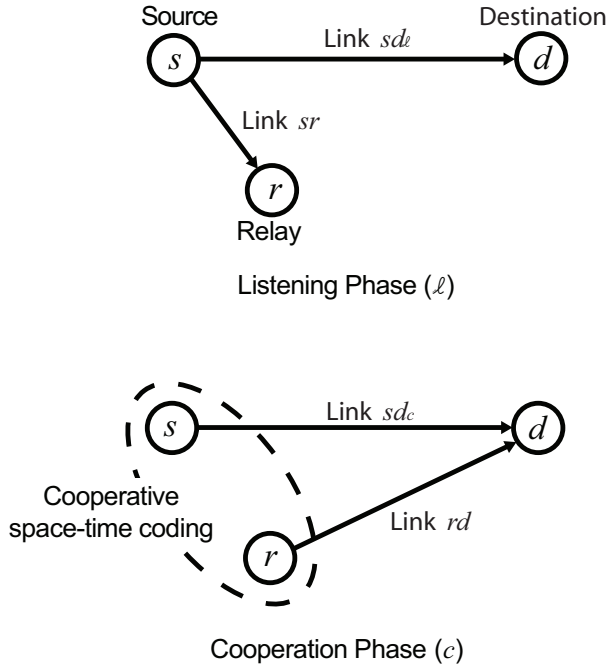 Source
Destination
s
Link sdℓ
d
Link sr
r
Relay
Listening Phase (ℓ)
s
Link sdc
d
Cooperative
space-time coding
Link rd
r
Cooperation Phase (c)